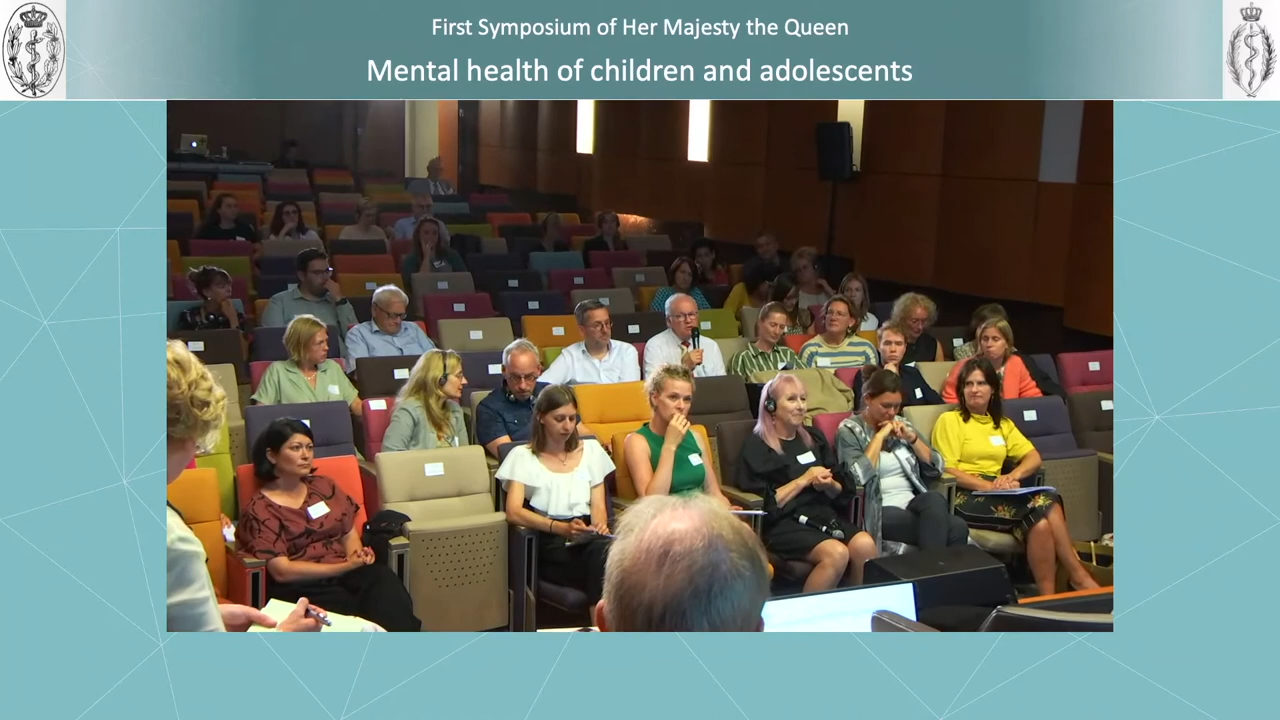 First Symposium of Her Majesty the Queen
Mental health of children and adolescents